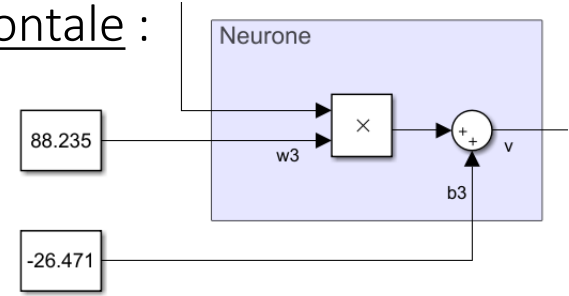 ontale :
Neurone
×
88.235
w3
+
+
v
b3
-26.471